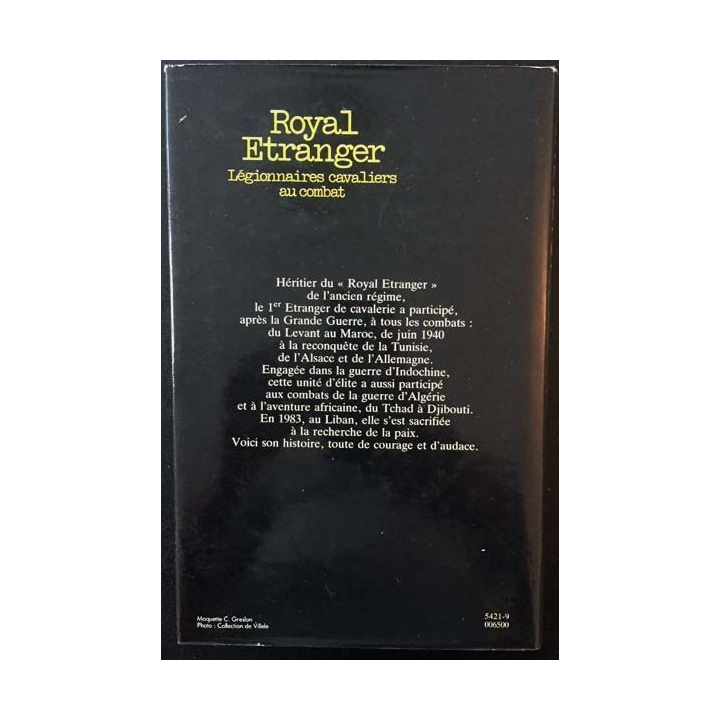 Royal
Etranger
Légionnaires cavaliers
au combat
Héritier du « Royal Etranger »
de l'ancien régime,
le 1er Etranger de cavalerie a participé,
après la Grande Guerre, à tous les combats :
du Levant au Maroc, de juin 1940
à la reconquête de la Tunisie,
de l'Alsace et de l'Allemagne.
Engagée dans la guerre d'Indochine,
cette unité d'élite a aussi participé
aux combats de la guerre d'Algérie
et à l'aventure africaine, du Tchad à Djibouti.
En 1983, au Liban, elle s'est sacrifiée
à la recherche de la paix.
Voici son histoire, toute de courage et d'audace.
Maquette C. Greslon
Photo : Collection de Villele
5421-9
006500